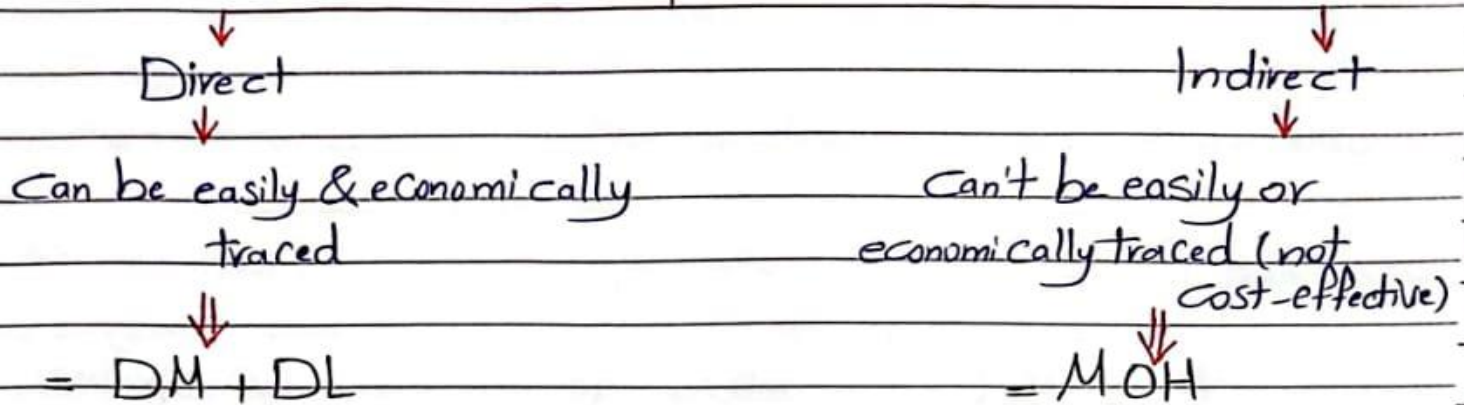 Direct
Indirect
Can be easily & economically
traced
Can't be easily or
economically traced (not
cost-effective)
= DM + DL
= MOH